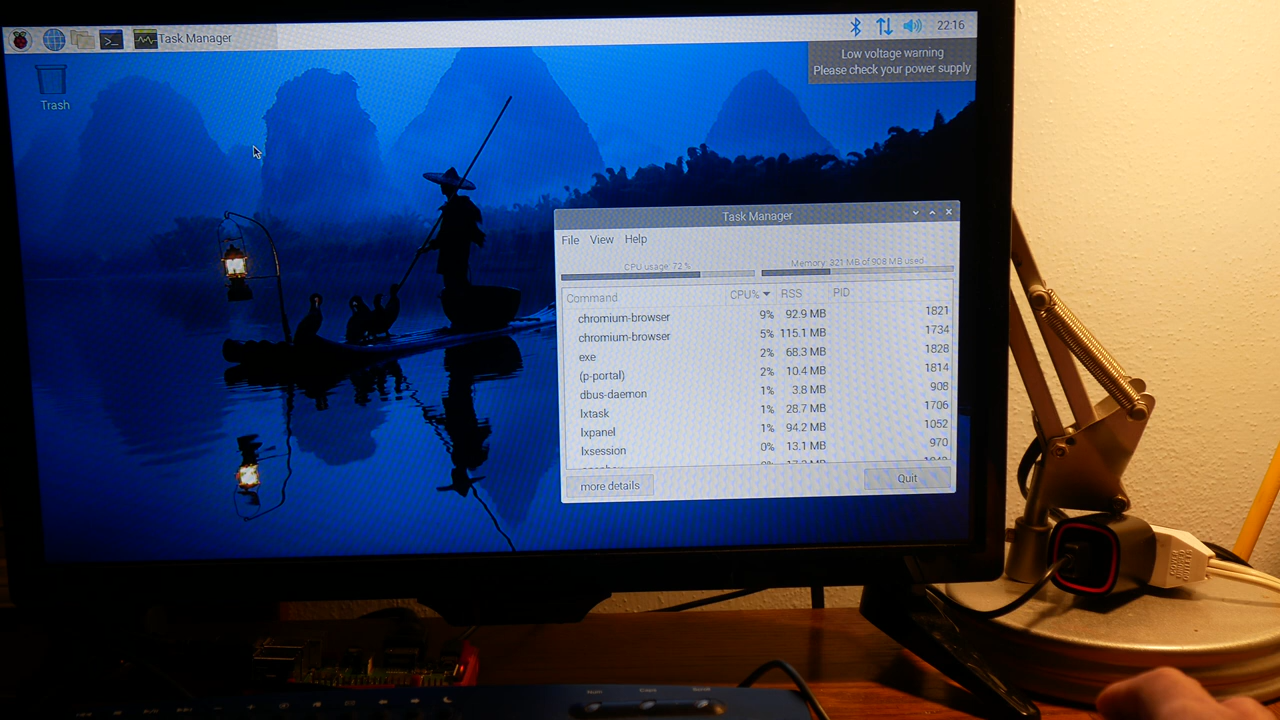 Task Manager
22:16
Low voltage warning
Please check your power supply
Trash
Task Manager
File View Help
CPU usage: 72 % Memory: 321 MB of 908 MB used
Command CPU% RSS PID
chromium-browser 9% 92.9 MB 1821
chromium-browser 5% 115.1 MB 1734
exe 2% 68.3 MB 1828
(p-portal) 2% 10.4 MB 1814
dbus-daemon 1% 3.8 MB 908
lxtask 1% 28.7 MB 1706
lxpanel 1% 94.2 MB 1052
lxsession 0% 13.1 MB 970
more details Quit